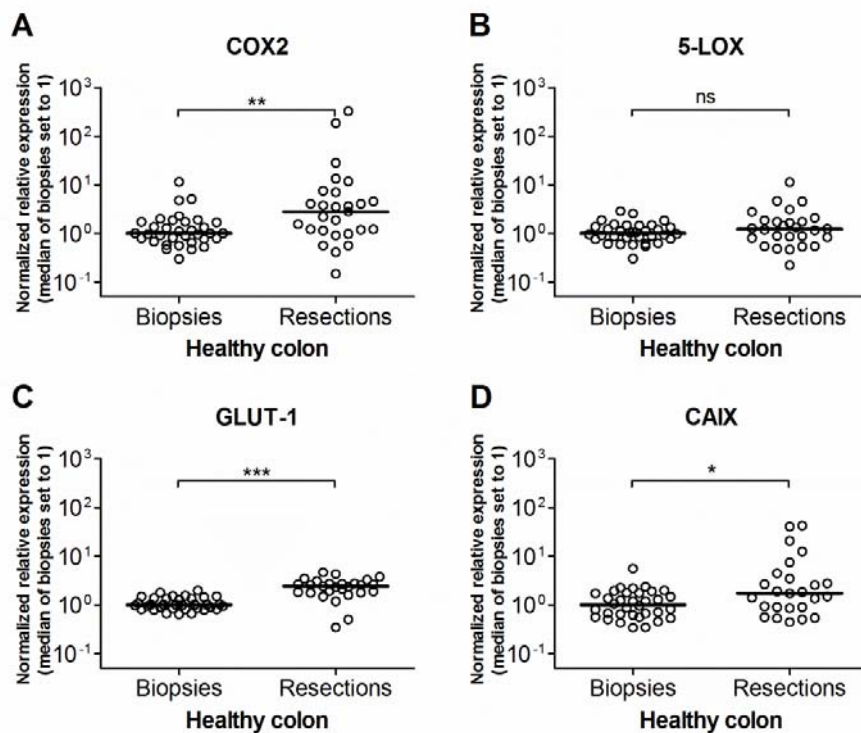 A
COX2
Normalized relative expression
(median of biopsies set to 1)
10³
10²
10¹
10⁰
10⁻¹
**
Biopsies
Resections
Healthy colon
B
5-LOX
Normalized relative expression
(median of biopsies set to 1)
10³
10²
10¹
10⁰
10⁻¹
ns
Biopsies
Resections
Healthy colon
C
GLUT-1
Normalized relative expression
(median of biopsies set to 1)
10³
10²
10¹
10⁰
10⁻¹
***
Biopsies
Resections
Healthy colon
D
CAIX
Normalized relative expression
(median of biopsies set to 1)
10³
10²
10¹
10⁰
10⁻¹
*
Biopsies
Resections
Healthy colon